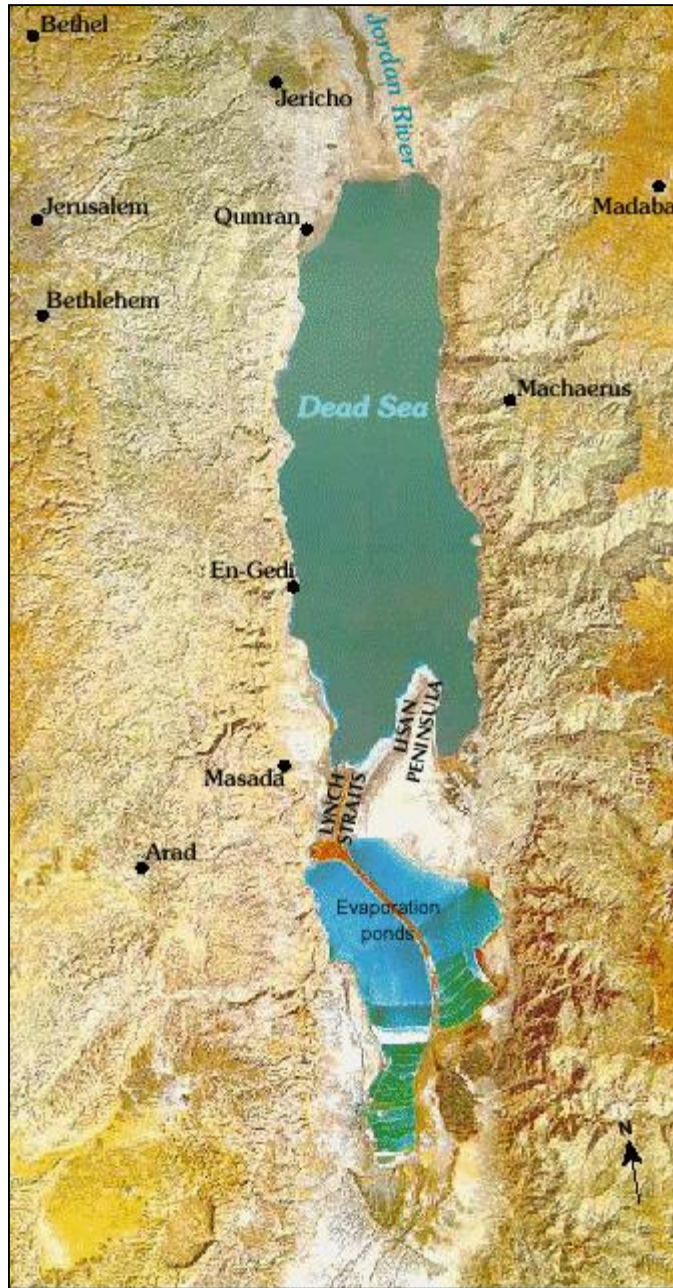 Bethel
Jordan River
Jericho
Madaba
Jerusalem
Qumran
Bethlehem
Machaerus
Dead Sea
En-Gedi
LISAN
PENINSULA
Masada
LYNCH
STRAITS
Arad
Evaporation
ponds
N